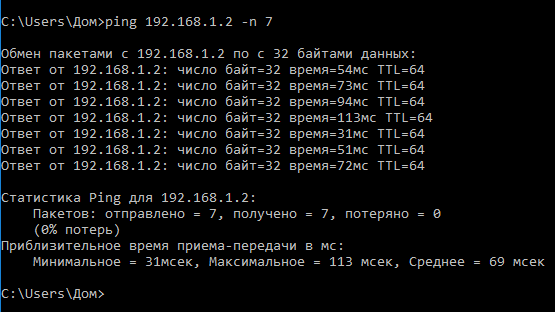 C:\Users\Дом>ping 192.168.1.2 -n 7
Обмен пакетами с 192.168.1.2 по с 32 байтами данных:
Ответ от 192.168.1.2: число байт=32 время=54мс TTL=64
Ответ от 192.168.1.2: число байт=32 время=73мс TTL=64
Ответ от 192.168.1.2: число байт=32 время=94мс TTL=64
Ответ от 192.168.1.2: число байт=32 время=113мс TTL=64
Ответ от 192.168.1.2: число байт=32 время=31мс TTL=64
Ответ от 192.168.1.2: число байт=32 время=51мс TTL=64
Ответ от 192.168.1.2: число байт=32 время=72мс TTL=64
Статистика Ping для 192.168.1.2:
Пакетов: отправлено = 7, получено = 7, потеряно = 0
(0% потерь)
Приблизительное время приема-передачи в мс:
Минимальное = 31мсек, Максимальное = 113 мсек, Среднее = 69 мсек
C:\Users\Дом>